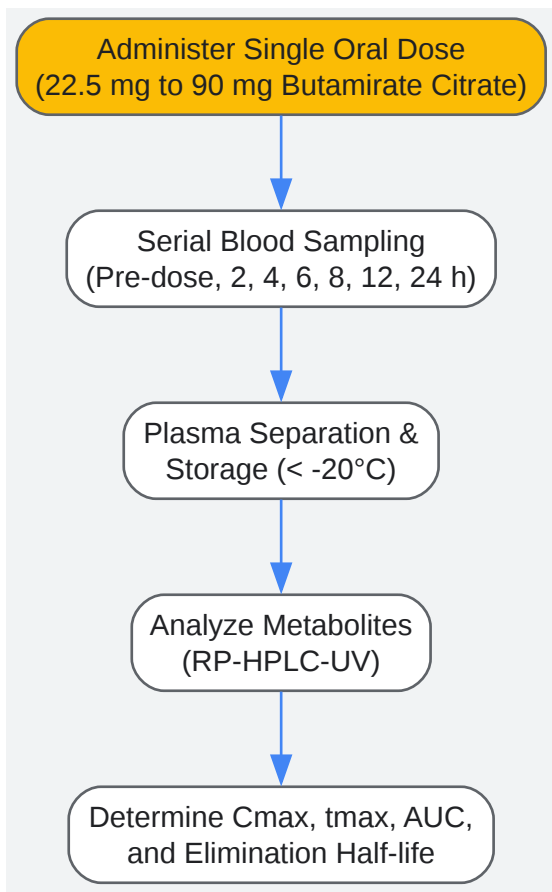 Administer Single Oral Dose
(22.5 mg to 90 mg Butamirate Citrate)
Serial Blood Sampling
(Pre-dose, 2, 4, 6, 8, 12, 24 h)
Plasma Separation &
Storage (< -20°C)
Analyze Metabolites
(RP-HPLC-UV)
Determine Cmax, tmax, AUC,
and Elimination Half-life